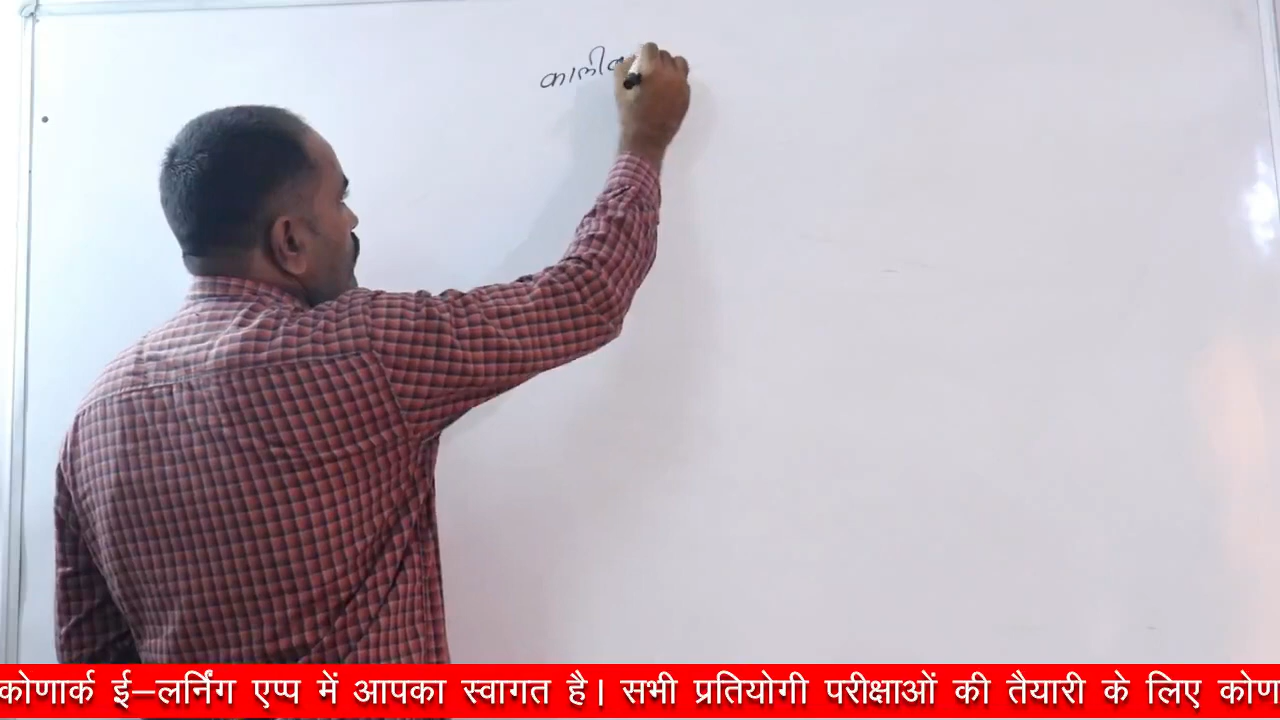 कोणार्क ई–लर्निंग एप्प में आपका स्वागत है। सभी प्रतियोगी परीक्षाओं की तैयारी के लिए कोण